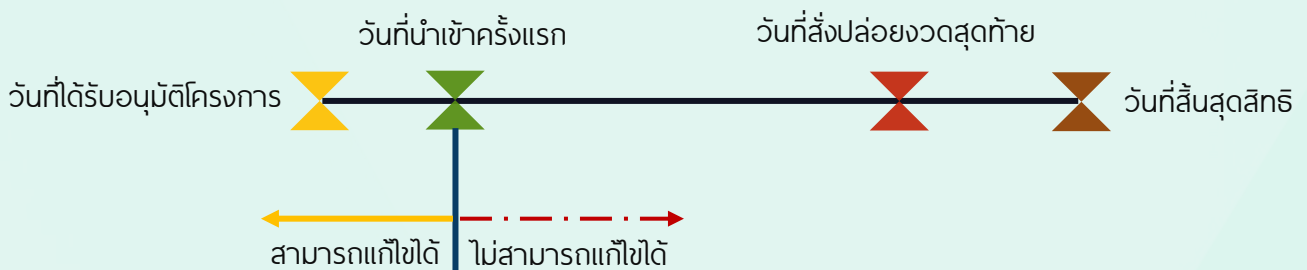 วันที่นำเข้าครั้งแรก
วันที่สั่งปล่อยงวดสุดท้าย
วันที่ได้รับอนุมัติโครงการ
วันที่สิ้นสุดสิทธิ
สามารถแก้ไขได้
ไม่สามารถแก้ไขได้